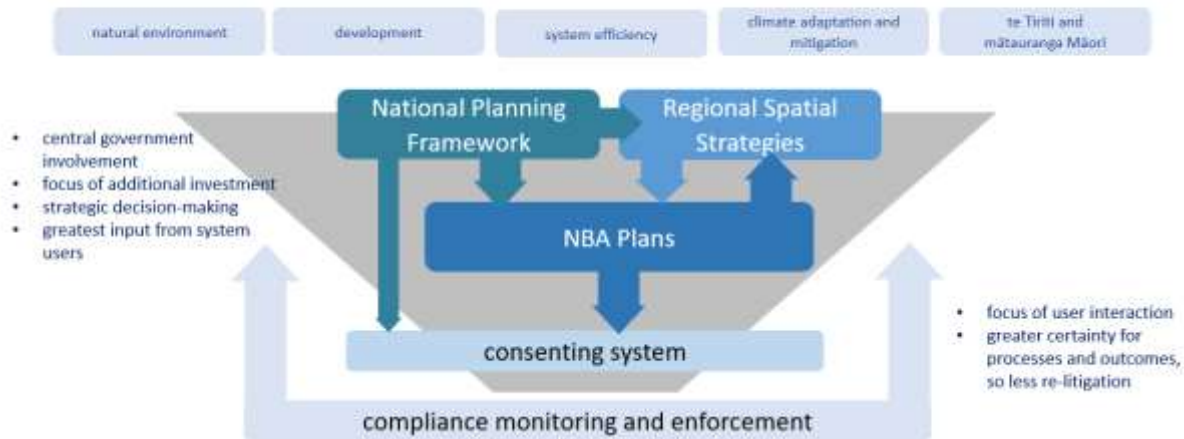 natural environment
development
system efficiency
climate adaptation and
mitigation
te Tiriti and
mātauranga Māori
National Planning
Framework
Regional Spatial
Strategies
• central government
involvement
• focus of additional investment
• strategic decision-making
• greatest input from system
users
NBA Plans
consenting system
• focus of user interaction
• greater certainty for
processes and outcomes,
so less re-litigation
compliance monitoring and enforcement